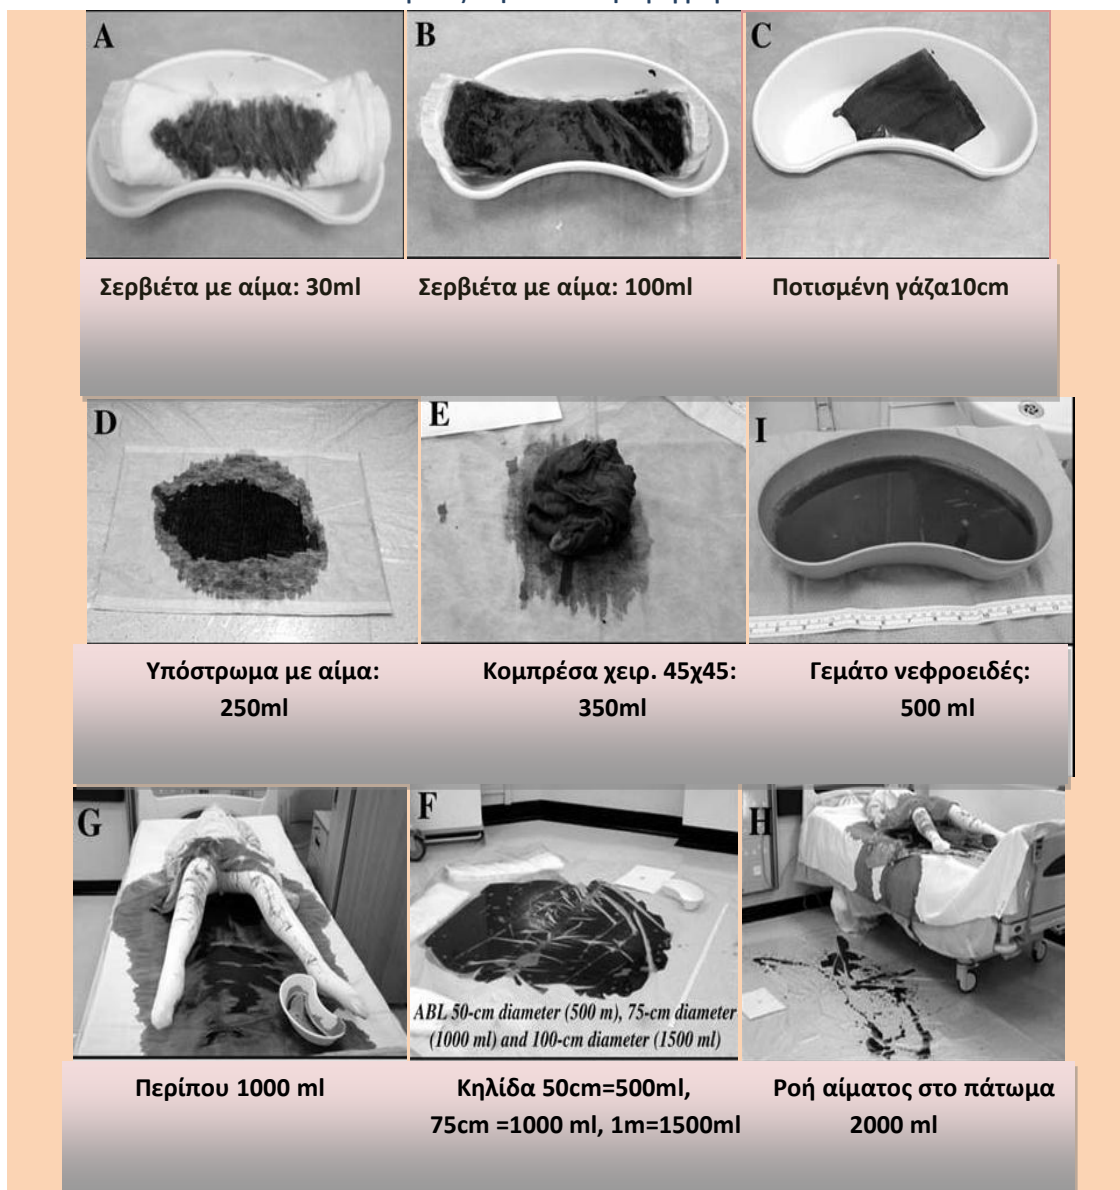 A
B
C
Σερβιέτα με αίμα: 30ml
Σερβιέτα με αίμα: 100ml
Ποτισμένη γάζα10cm
D
E
I
Υπόστρωμα με αίμα:
250ml
Κομπρέσα χειρ. 45χ45:
350ml
Γεμάτο νεφροειδές:
500 ml
G
F
H
ABL 50-cm diameter (500 m), 75-cm diameter
(1000 ml) and 100-cm diameter (1500 ml)
Περίπου 1000 ml
Κηλίδα 50cm=500ml,
75cm =1000 ml, 1m=1500ml
Ροή αίματος στο πάτωμα
2000 ml